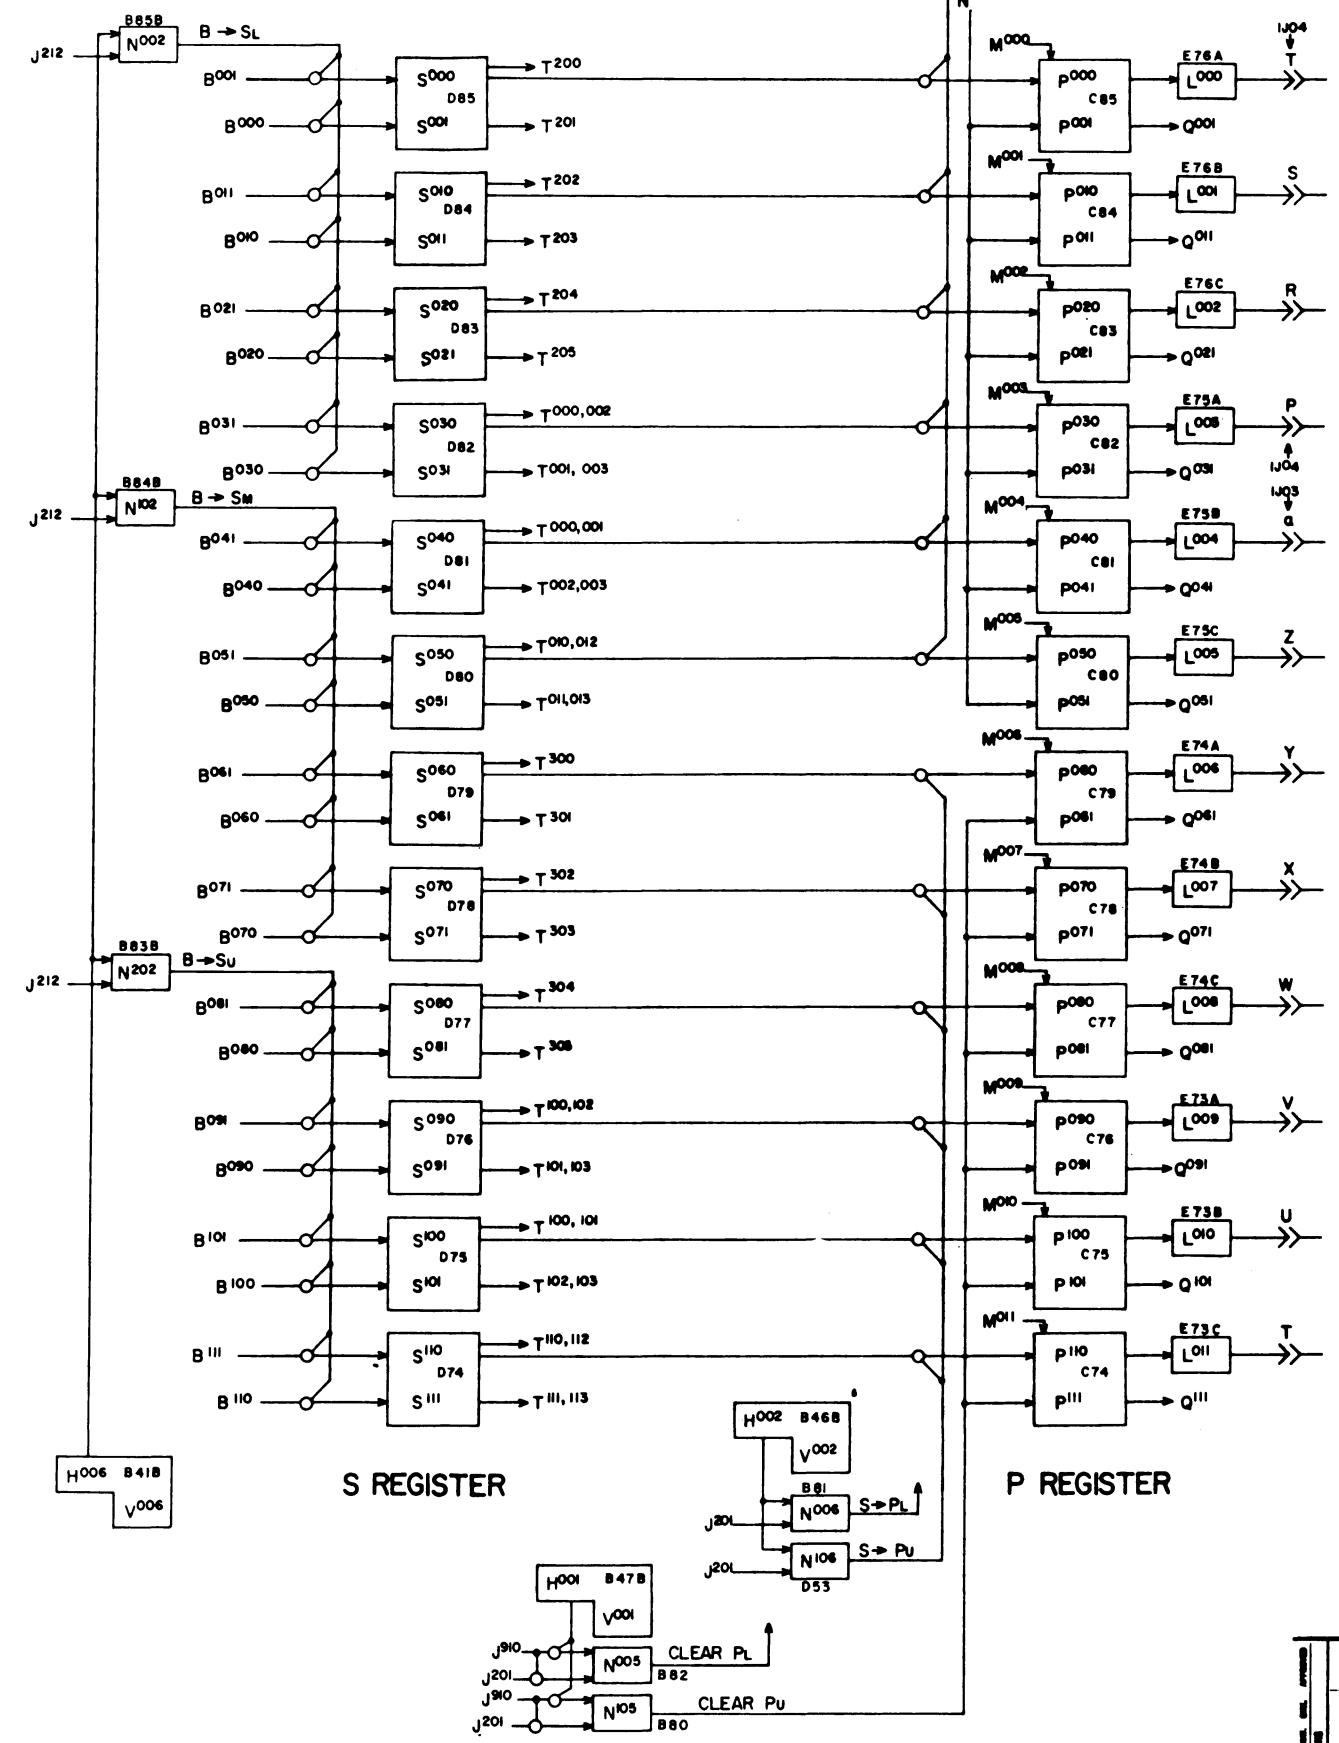 N
B85B
N002
B → SL
J212
B001
S000
D85
S001
T200
T201
B000
M000
P000
C85
P001
E76A
L000
Q001
1J04
T
B011
B010
S010
D84
S011
T202
T203
M001
P010
C84
P011
E76B
L001
Q011
S
B021
B020
S020
D83
S021
T204
T205
M002
P020
C83
P021
E76C
L002
Q021
R
B031
B030
S030
D82
S031
T000,002
T001, 003
M003
P030
C82
P031
E75A
L003
Q031
P
1J04
B84B
N102
B → SM
J212
B041
B040
S040
D81
S041
T000,001
T002,003
M004
P040
C81
P041
E75B
L004
Q041
1J03
a
B051
B050
S050
D80
S051
T010,012
T011,013
M005
P050
C80
P051
E75C
L005
Q051
Z
B061
B060
S060
D79
S061
T300
T301
M006
P060
C79
P061
E74A
L006
Q061
Y
B071
B070
S070
D78
S071
T302
T303
M007
P070
C78
P071
E74B
L007
Q071
X
B83B
N202
B → SU
J212
B081
B080
S080
D77
S081
T304
T305
M008
P080
C77
P081
E74C
L008
Q081
W
B091
B090
S090
D76
S091
T100,102
T101,103
M009
P090
C76
P091
E73A
L009
Q091
V
B101
B100
S100
D75
S101
T100, 101
T102,103
M010
P100
C75
P101
E73B
L010
Q101
U
B111
B110
S110
D74
S111
T110,112
T111,113
M011
P110
C74
P111
E73C
L011
Q111
T
H006 B41B
V006
S REGISTER
H002 B46B
V002
P REGISTER
B81
N006
S → PL
J201
N106
S → PU
J201
D53
H001 B47B
V001
J910
J201
N005
CLEAR PL
B82
J910
J201
N105
CLEAR PU
B80